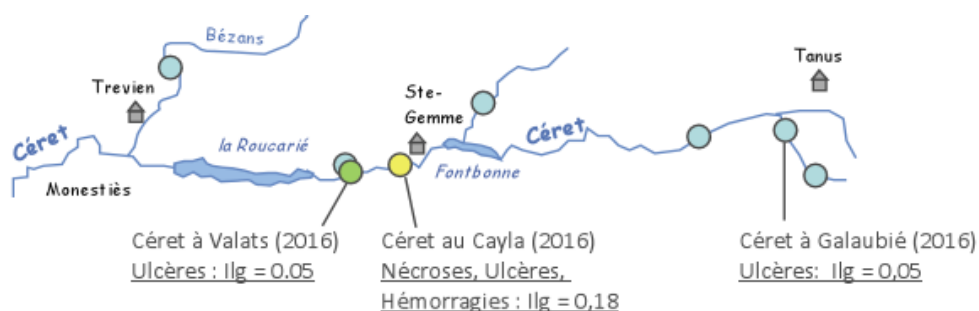 Bézans
Tanus
Trevien
Ste-
Gemme
Céret
Céret
la Roucarié
Fontbonne
Monestiès
Céret à Valats (2016)
Ulcères : Ilg = 0.05
Céret au Cayla (2016)
Nécroses, Ulcères,
Hémorragies : Ilg = 0,18
Céret à Galaubié (2016)
Ulcères: Ilg = 0,05